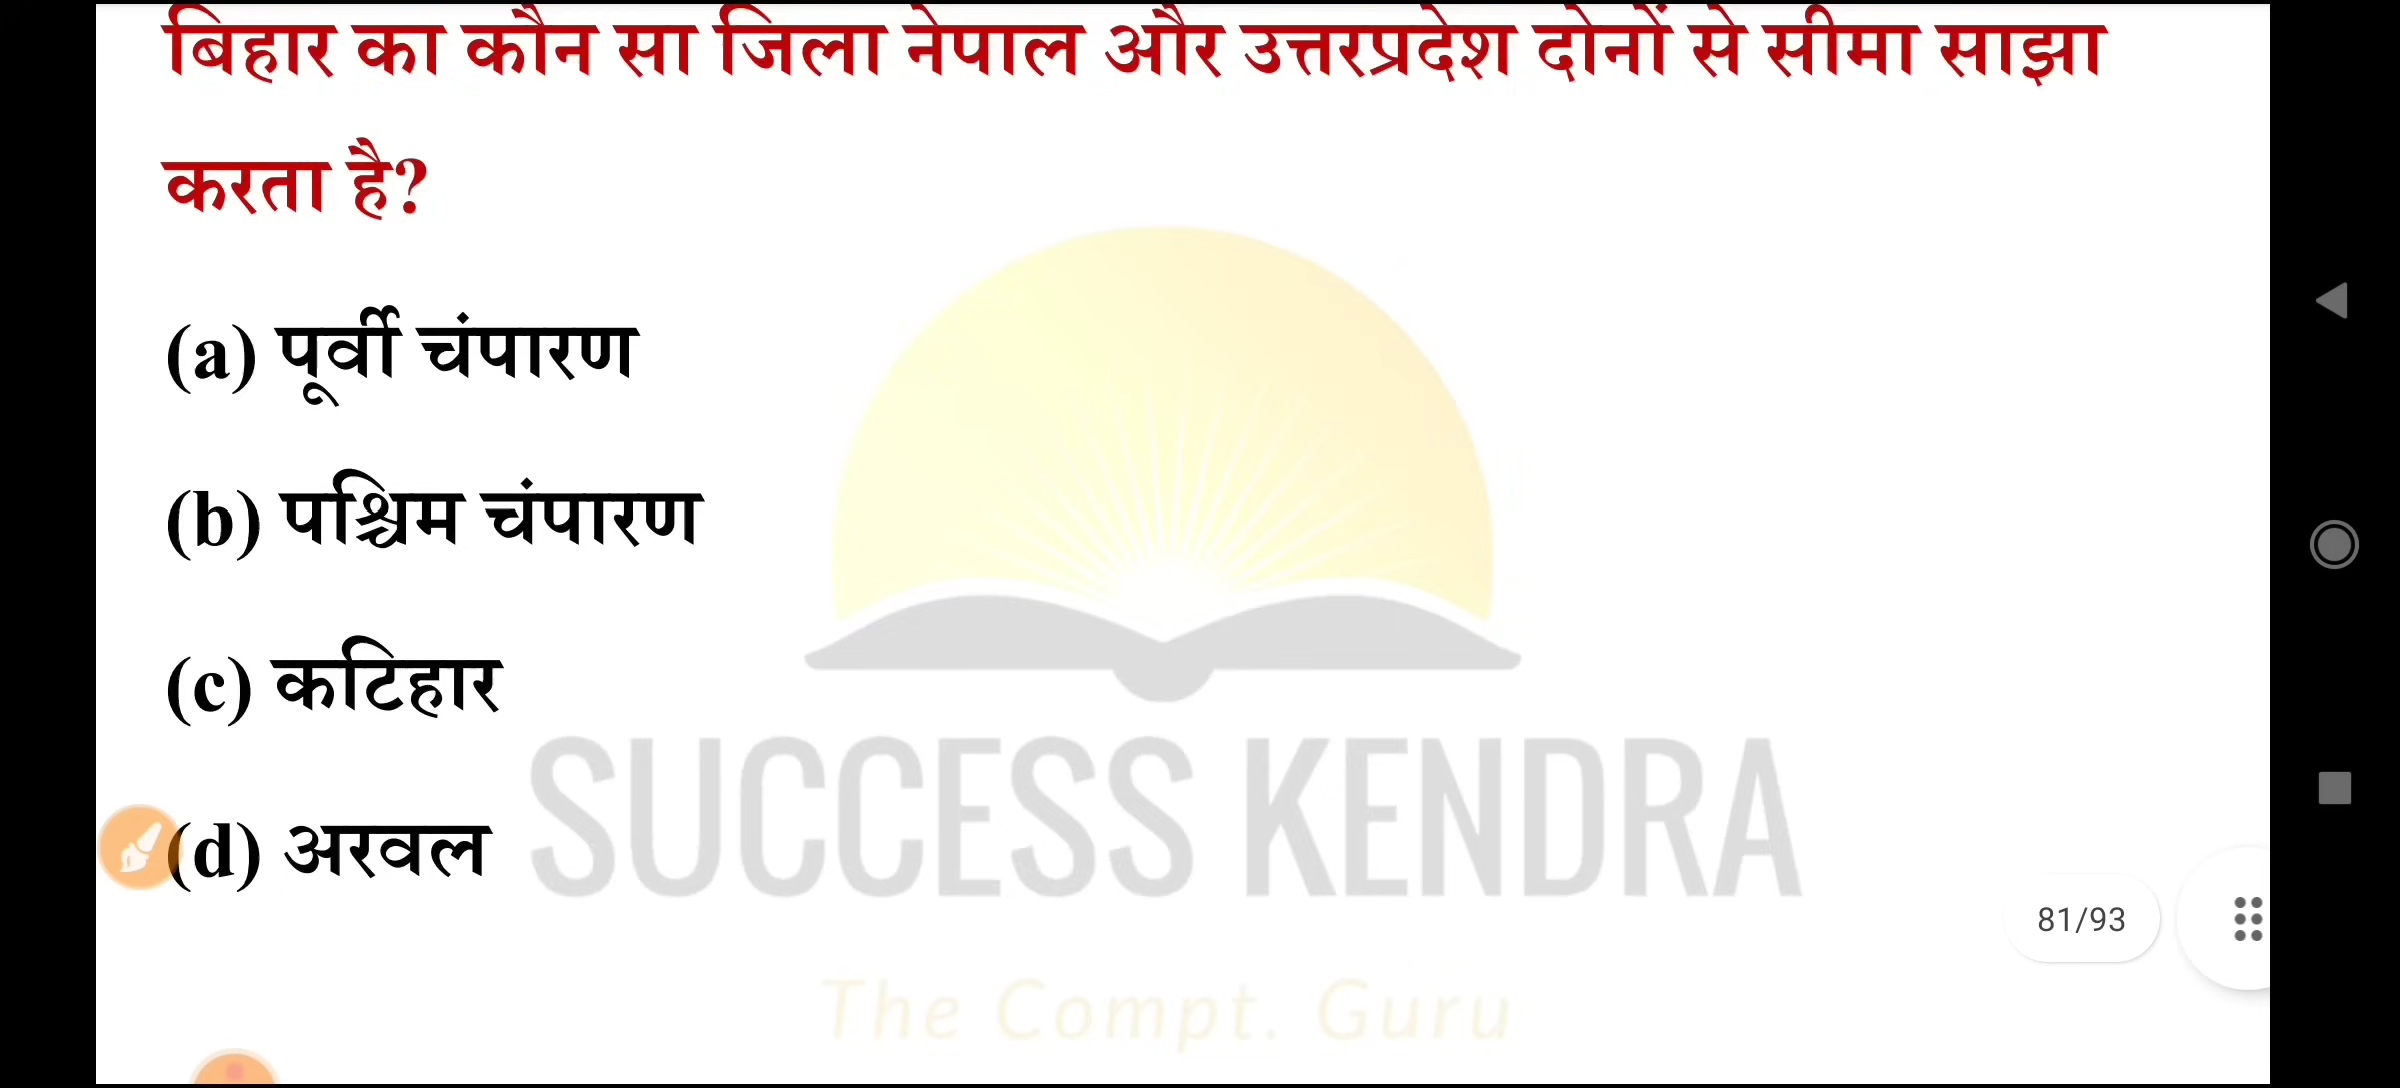 बिहार का कौन सा जिला नेपाल और उत्तरप्रदेश दोनों से सीमा साझा
करता है?
(a) पूर्वी चंपारण
(b) पश्चिम चंपारण
(c) कटिहार
(d) अरवल
SUCCESS KENDRA
81/93
The Compt. Guru